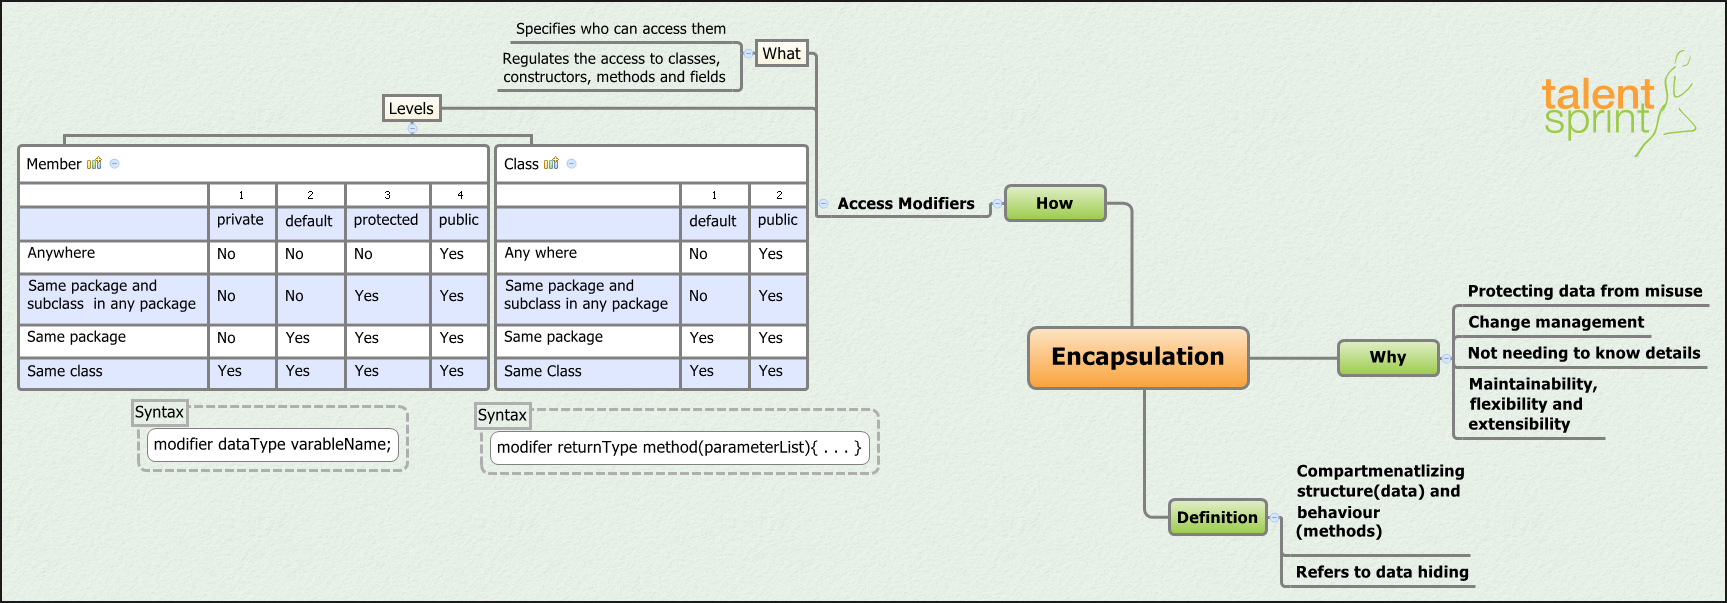 Specifies who can access them
Regulates the access to classes,
constructors, methods and fields
What
Levels
talent
sprint
Member
1 2 3 4
private default protected public
Anywhere No No No Yes
Same package and
subclass in any package No No Yes Yes
Same package No Yes Yes Yes
Same class Yes Yes Yes Yes
Class
1 2
default public
Any where No Yes
Same package and
subclass in any package No Yes
Same package Yes Yes
Same Class Yes Yes
Syntax
modifier dataType varableName;
Syntax
modifer returnType method(parameterList){ . . . }
Access Modifiers
How
Encapsulation
Why
Protecting data from misuse
Change management
Not needing to know details
Maintainability,
flexibility and
extensibility
Definition
Compartmenatlizing
structure(data) and
behaviour
(methods)
Refers to data hiding